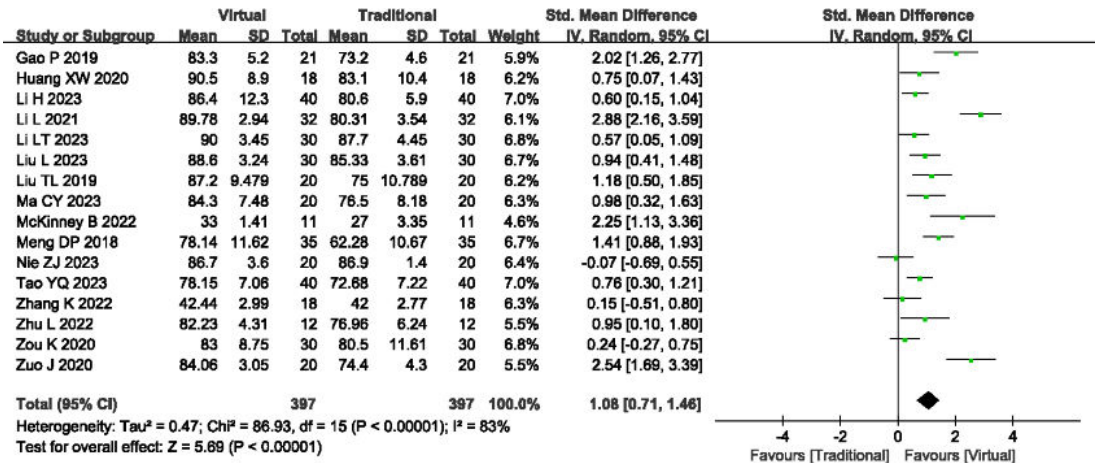 Virtual Traditional Std. Mean Difference Std. Mean Difference
Study or Subgroup Mean SD Total Mean SD Total Weight IV, Random, 95% CI IV, Random, 95% CI
Gao P 2019 83.3 5.2 21 73.2 4.6 21 5.9% 2.02 [1.26, 2.77]
Huang XW 2020 90.5 8.9 18 83.1 10.4 18 6.2% 0.75 [0.07, 1.43]
Li H 2023 86.4 12.3 40 80.6 5.9 40 7.0% 0.60 [0.15, 1.04]
Li L 2021 89.78 2.94 32 80.31 3.54 32 6.1% 2.88 [2.16, 3.59]
Li LT 2023 90 3.45 30 87.7 4.45 30 6.8% 0.57 [0.05, 1.09]
Liu L 2023 88.6 3.24 30 85.33 3.61 30 6.7% 0.94 [0.41, 1.48]
Liu TL 2019 87.2 9.479 20 75 10.789 20 6.2% 1.18 [0.50, 1.85]
Ma CY 2023 84.3 7.48 20 76.5 8.18 20 6.3% 0.98 [0.32, 1.63]
McKinney B 2022 33 1.41 11 27 3.35 11 4.6% 2.25 [1.13, 3.36]
Meng DP 2018 78.14 11.62 35 62.28 10.67 35 6.7% 1.41 [0.88, 1.93]
Nie ZJ 2023 86.7 3.6 20 86.9 1.4 20 6.4% -0.07 [-0.69, 0.55]
Tao YQ 2023 78.15 7.06 40 72.68 7.22 40 7.0% 0.76 [0.30, 1.21]
Zhang K 2022 42.44 2.99 18 42 2.77 18 6.3% 0.15 [-0.51, 0.80]
Zhu L 2022 82.23 4.31 12 76.96 6.24 12 5.5% 0.95 [0.10, 1.80]
Zou K 2020 83 8.75 30 80.5 11.61 30 6.8% 0.24 [-0.27, 0.75]
Zuo J 2020 84.06 3.05 20 74.4 4.3 20 5.5% 2.54 [1.69, 3.39]
Total (95% CI) 397 397 100.0% 1.08 [0.71, 1.46]
Heterogeneity: Tau² = 0.47; Chi² = 86.93, df = 15 (P < 0.00001); I² = 83%
Test for overall effect: Z = 5.69 (P < 0.00001)
-4 -2 0 2 4
Favours [Traditional] Favours [Virtual]